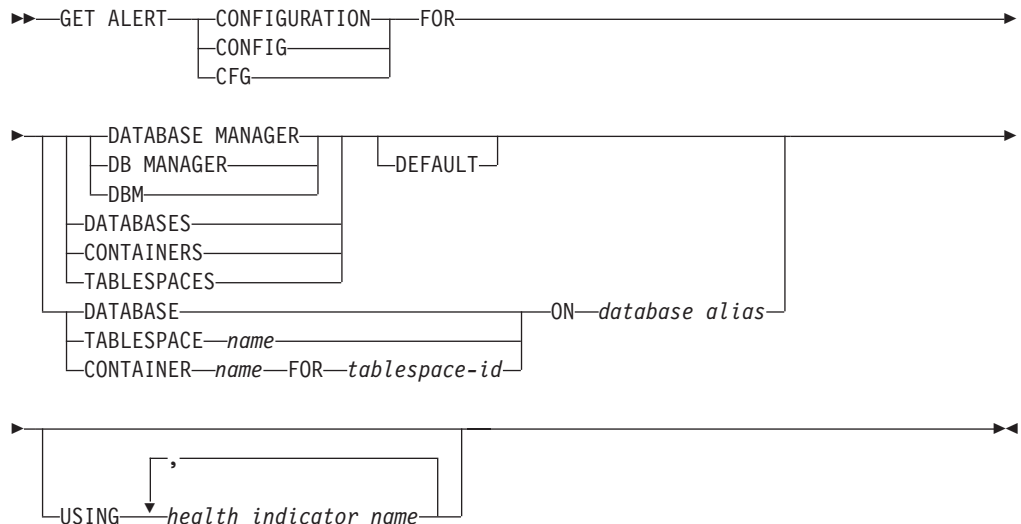 GET ALERT CONFIGURATION FOR
CONFIG
CFG
DATABASE MANAGER
DB MANAGER DEFAULT
DBM
DATABASES
CONTAINERS
TABLESPACES
DATABASE ON database alias
TABLESPACE name
CONTAINER name FOR tablespace-id
,
USING health indicator name